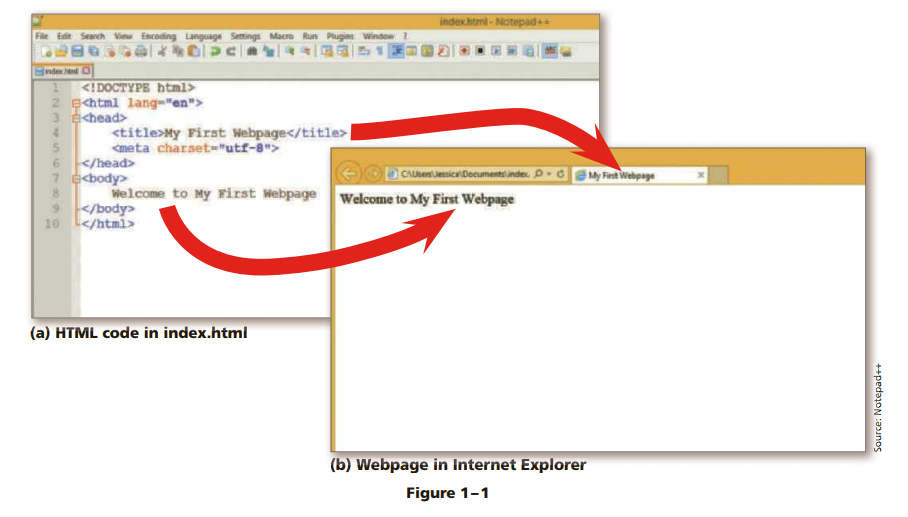 index.html - Notepad++
File Edit Search View Encoding Language Settings Macro Run Plugins Window ?
index.html
1 <!DOCTYPE html>
2 <html lang="en">
3 <head>
4 <title>My First Webpage</title>
5 <meta charset="utf-8">
6 </head>
7 <body>
8 Welcome to My First Webpage
9 </body>
10 </html>
C:\Users\Jessica\Documents\index.
My First Webpage
Welcome to My First Webpage
(a) HTML code in index.html
(b) Webpage in Internet Explorer
Source: Notepad++
Figure 1–1